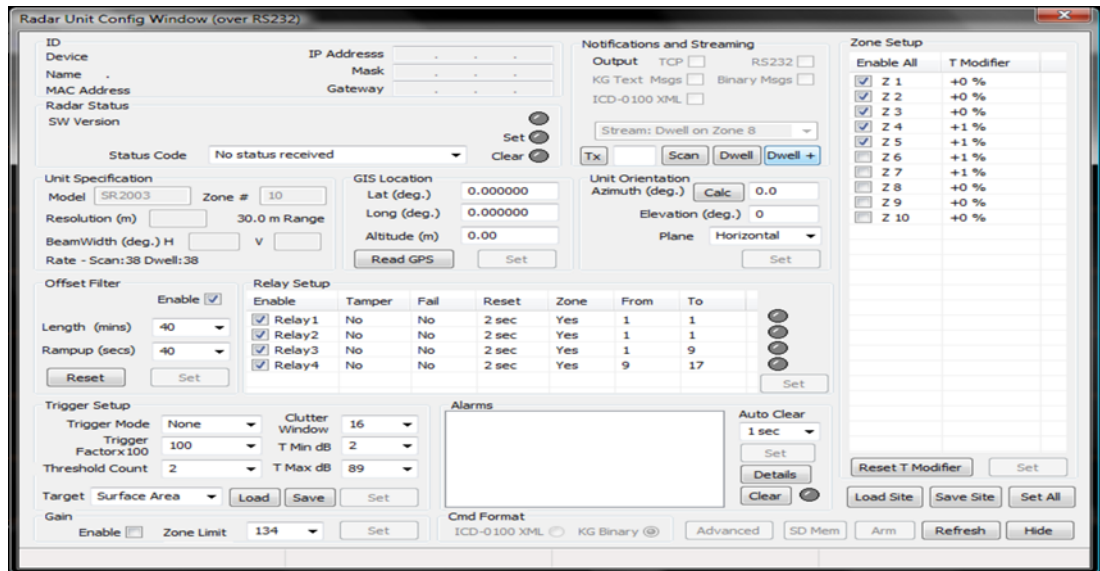 Radar Unit Config Window (over RS232)
ID
Device
Name .
MAC Address
IP Addresss . . .
Mask . . .
Gateway . . .
Radar Status
SW Version
Set
Status Code No status received Clear
Notifications and Streaming
Output TCP RS232
KG Text Msgs Binary Msgs
ICD-0100 XML
Stream: Dwell on Zone 8
Tx Scan Dwell Dwell +
Unit Specification
Model SR2003 Zone # 10
Resolution (m) 30.0 m Range
BeamWidth (deg.) H V
Rate - Scan:38 Dwell:38
GIS Location
Lat (deg.) 0.000000
Long (deg.) 0.000000
Altitude (m) 0.00
Read GPS Set
Unit Orientation
Azimuth (deg.) Calc 0.0
Elevation (deg.) 0
Plane Horizontal
Set
Offset Filter
Enable
Length (mins) 40
Rampup (secs) 40
Reset Set
Relay Setup
Enable Tamper Fail Reset Zone From To
Relay1 No No 2 sec Yes 1 1
Relay2 No No 2 sec Yes 1 1
Relay3 No No 2 sec Yes 1 9
Relay4 No No 2 sec Yes 9 17
Set
Trigger Setup
Trigger Mode None Clutter Window 16
Trigger Factorx100 100 T Min dB 2
Threshold Count 2 T Max dB 89
Target Surface Area Load Save Set
Alarms
Auto Clear
1 sec
Set
Details
Clear
Gain
Enable Zone Limit 134 Set
Cmd Format
ICD-0100 XML KG Binary
Advanced SD Mem Arm Refresh Hide
Zone Setup
Enable All T Modifier
Z 1 +0 %
Z 2 +0 %
Z 3 +0 %
Z 4 +1 %
Z 5 +1 %
Z 6 +1 %
Z 7 +1 %
Z 8 +0 %
Z 9 +0 %
Z 10 +0 %
Reset T Modifier Set
Load Site Save Site Set All